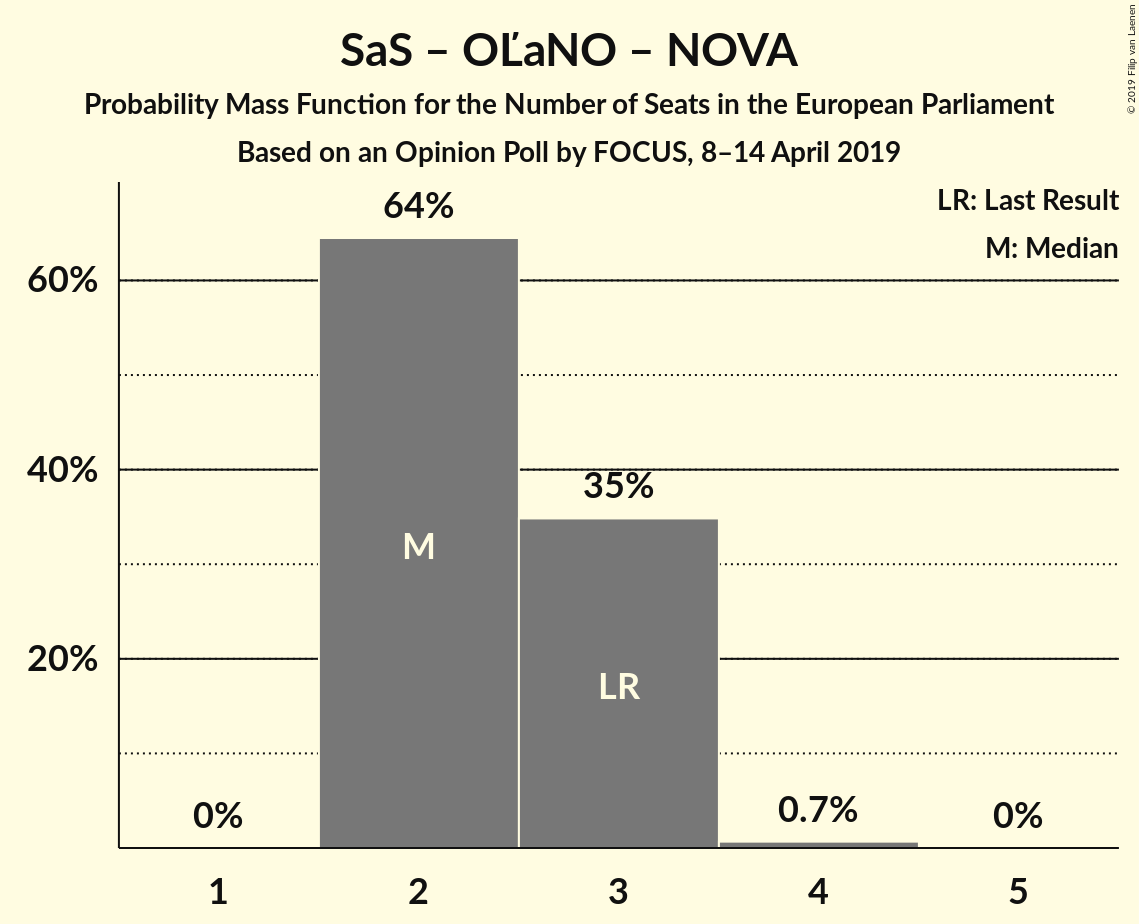 SaS – OĽaNO – NOVA
Probability Mass Function for the Number of Seats in the European Parliament
Based on an Opinion Poll by FOCUS, 8–14 April 2019
© 2019 Filip van Laenen
LR: Last Result
M: Median
60%
40%
20%
0%
64%
35%
0.7%
0%
M
LR
1
2
3
4
5